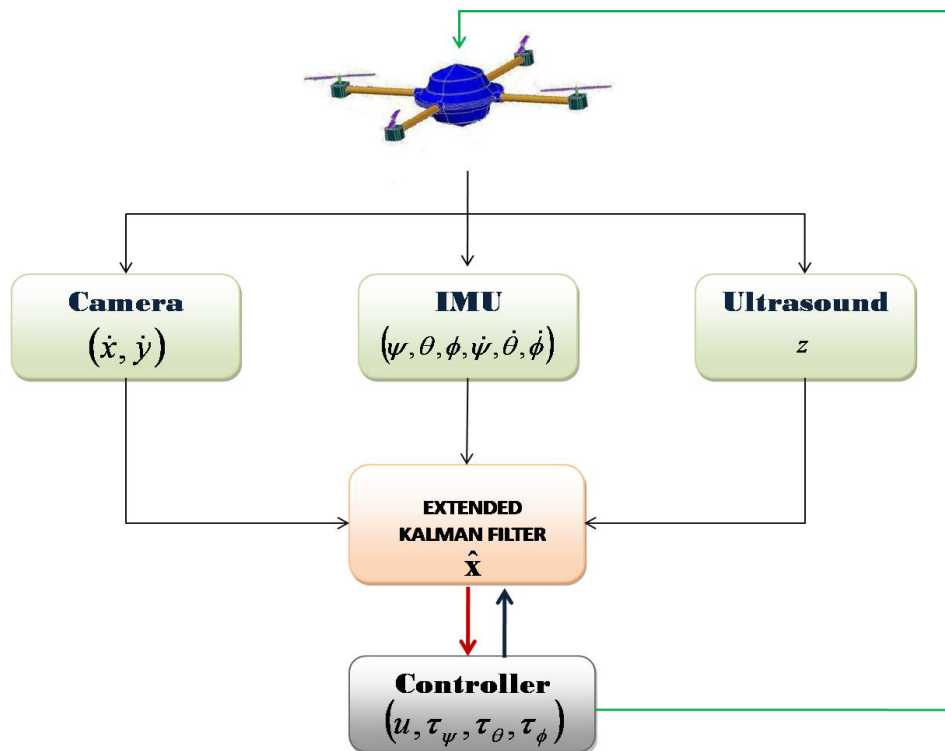 Camera
(ẋ, ẏ)
IMU
(ψ, θ, ϕ, ψ̇, θ̇, ϕ̇)
Ultrasound
z
EXTENDED
KALMAN FILTER
x̂
Controller
(u, τ_ψ, τ_θ, τ_ϕ)